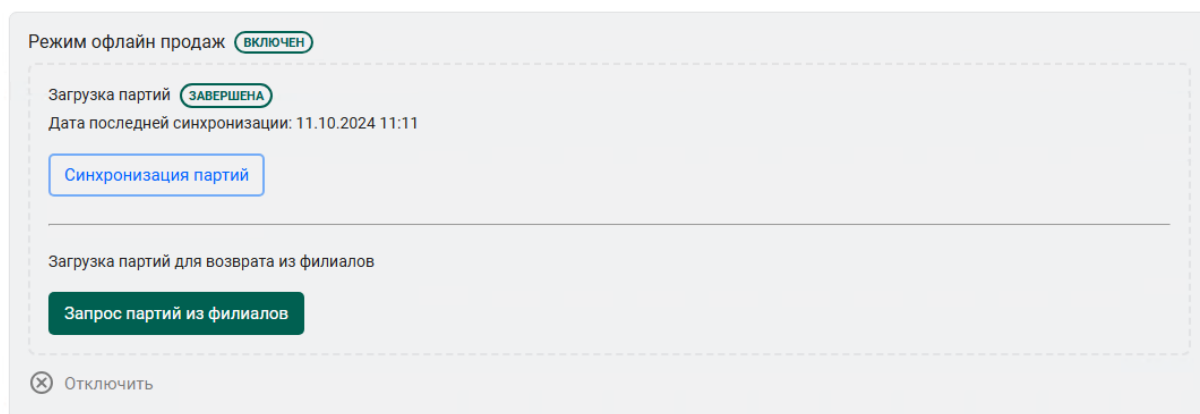 Режим офлайн продаж ВКЛЮЧЕН
Загрузка партий ЗАВЕРШЕНА
Дата последней синхронизации: 11.10.2024 11:11
Синхронизация партий
Загрузка партий для возврата из филиалов
Запрос партий из филиалов
Отключить